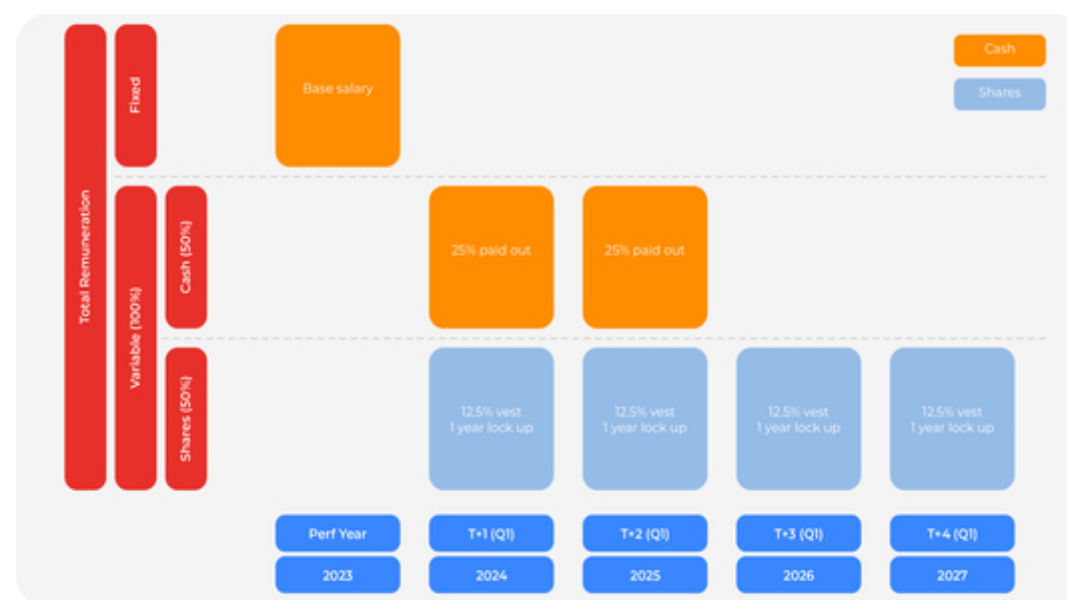 Total Remuneration
Fixed
Base salary
Cash
Shares
Variable (100%)
Cash (50%)
25% paid out
25% paid out
Shares (50%)
12.5% vest
1 year lock up
12.5% vest
1 year lock up
12.5% vest
1 year lock up
12.5% vest
1 year lock up
Perf Year
T+1 (Q1)
T+2 (Q1)
T+3 (Q1)
T+4 (Q1)
2023
2024
2025
2026
2027